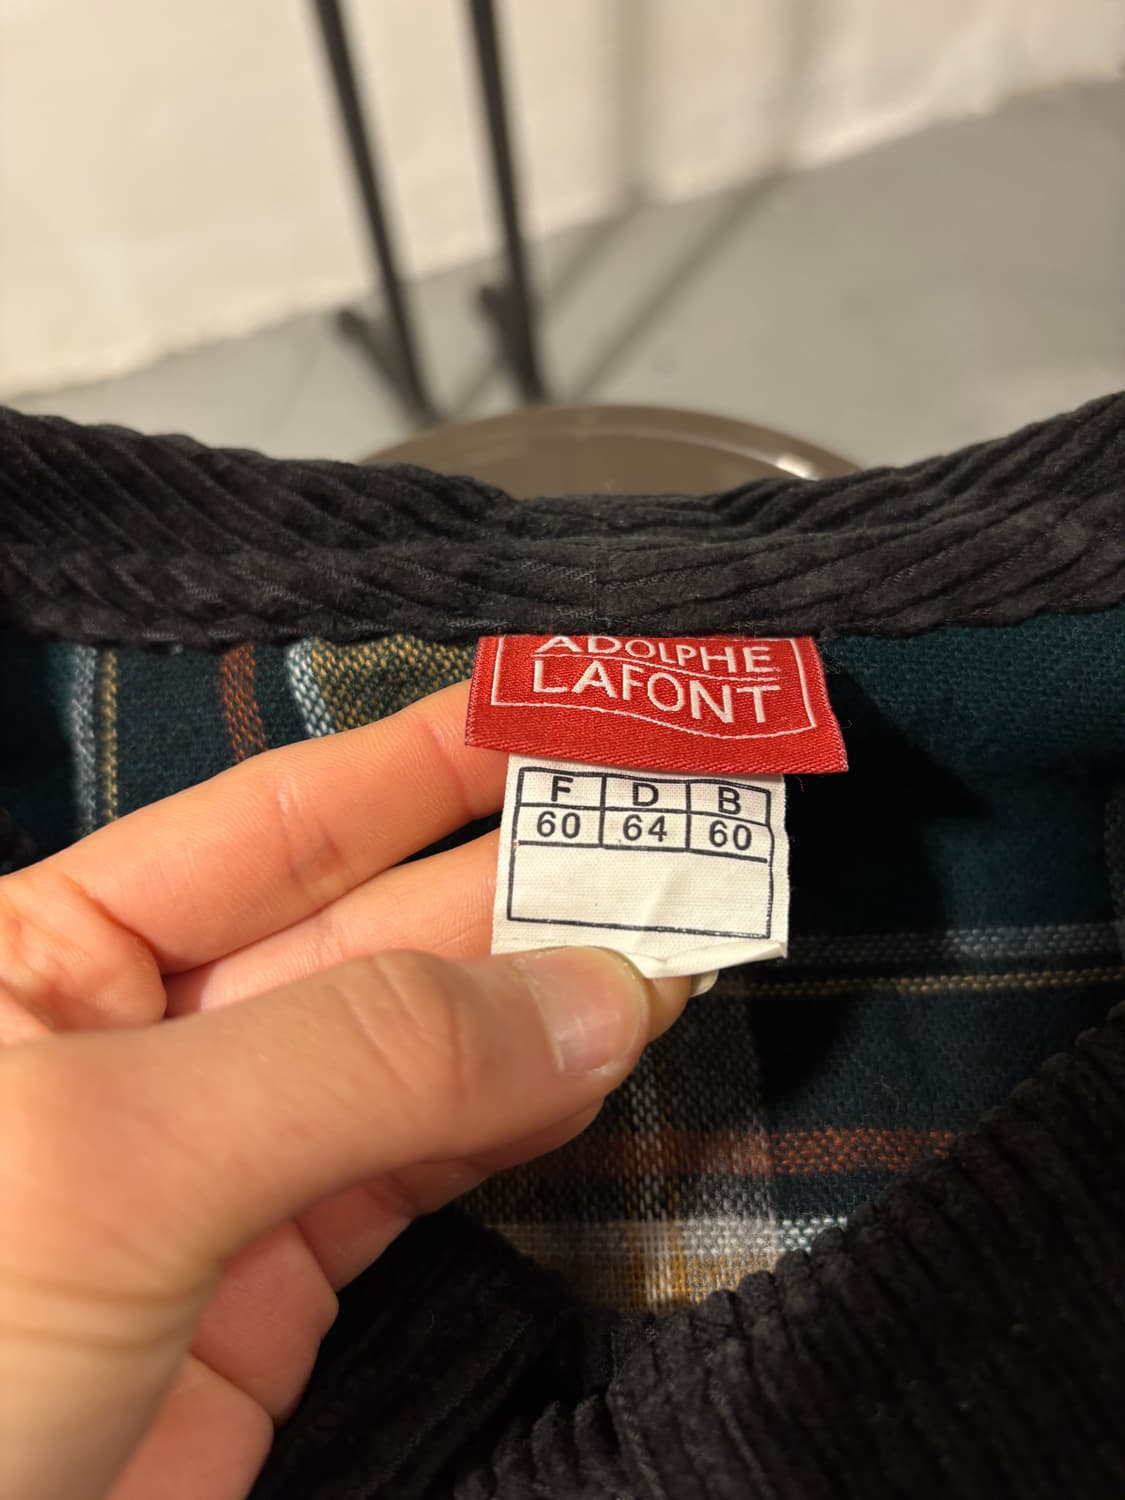 ADOLPHE
LAFONT
F D B
60 64 60